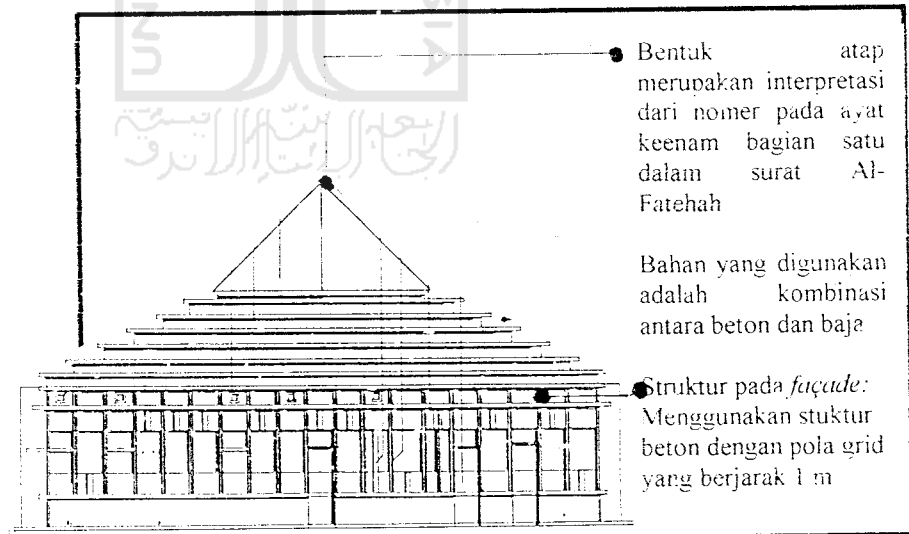 Bentuk atap
merupakan interpretasi
dari nomer pada ayat
keenam bagian satu
dalam surat Al-
Fatehah
Bahan yang digunakan
adalah kombinasi
antara beton dan baja
Struktur pada façade:
Menggunakan stuktur
beton dengan pola grid
yang berjarak 1 m